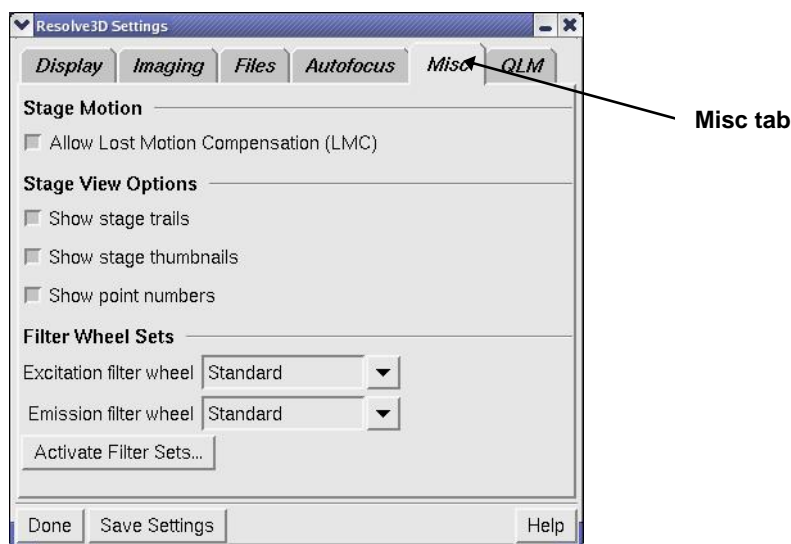 Resolve3D Settings
Display Imaging Files Autofocus Misc QLM
Misc tab
Stage Motion
Allow Lost Motion Compensation (LMC)
Stage View Options
Show stage trails
Show stage thumbnails
Show point numbers
Filter Wheel Sets
Excitation filter wheel Standard
Emission filter wheel Standard
Activate Filter Sets...
Done Save Settings Help